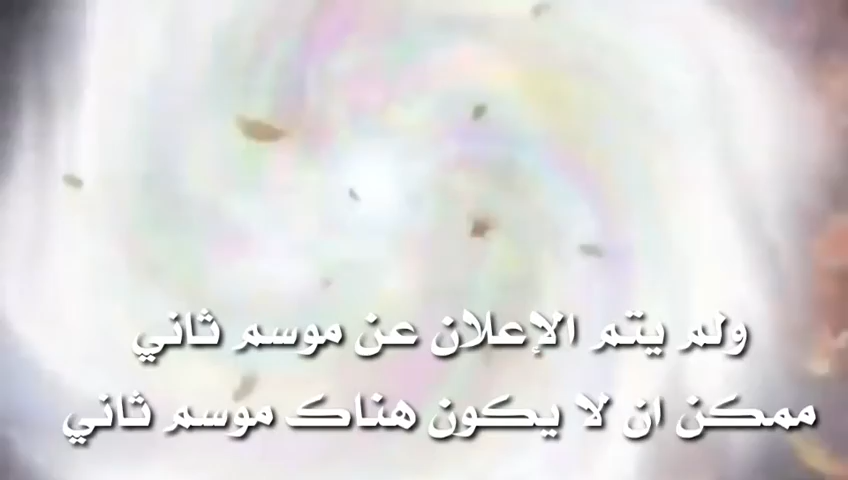 ولم يتم الإعلان عن موسم ثاني
ممكن ان لا يكون هناك موسم ثاني